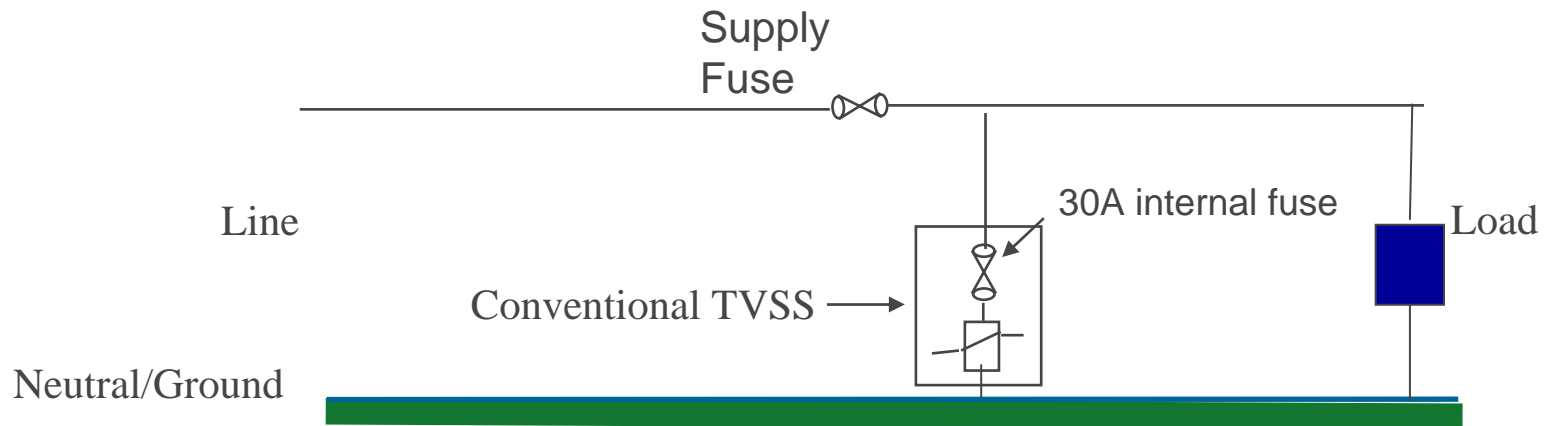 Supply
Fuse
30A internal fuse
Line
Load
Conventional TVSS
Neutral/Ground